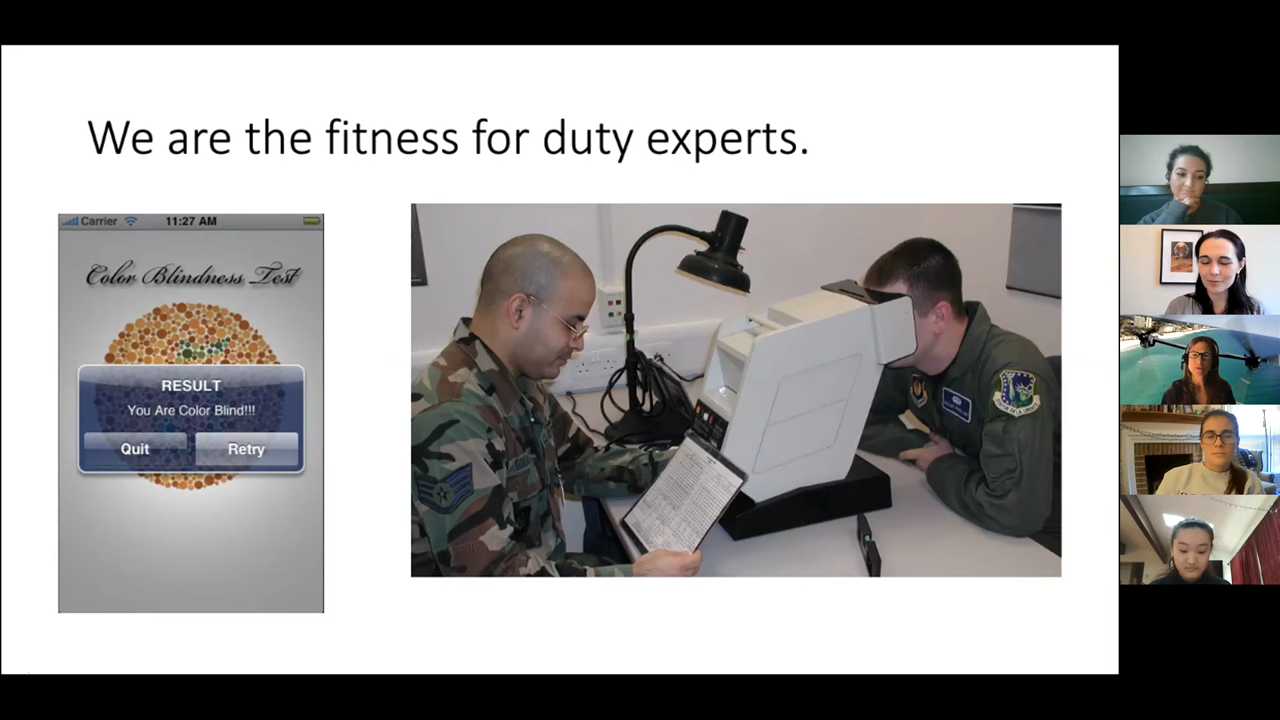 We are the fitness for duty experts.
Carrier 11:27 AM
Color Blindness Test
RESULT
You Are Color Blind!!!
Quit Retry